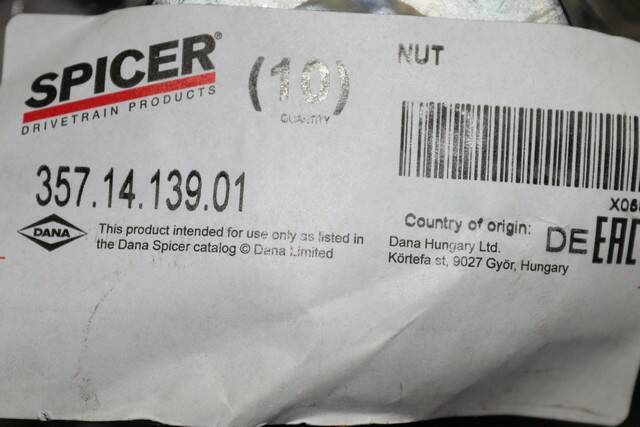 SPICER®
DRIVETRAIN PRODUCTS
(10)
QUANTITY
NUT
357.14.139.01
X06
DANA
This product intended for use only as listed in
the Dana Spicer catalog © Dana Limited
Country of origin: DE
Dana Hungary Ltd.
Körtefa st, 9027 Győr, Hungary
EAC